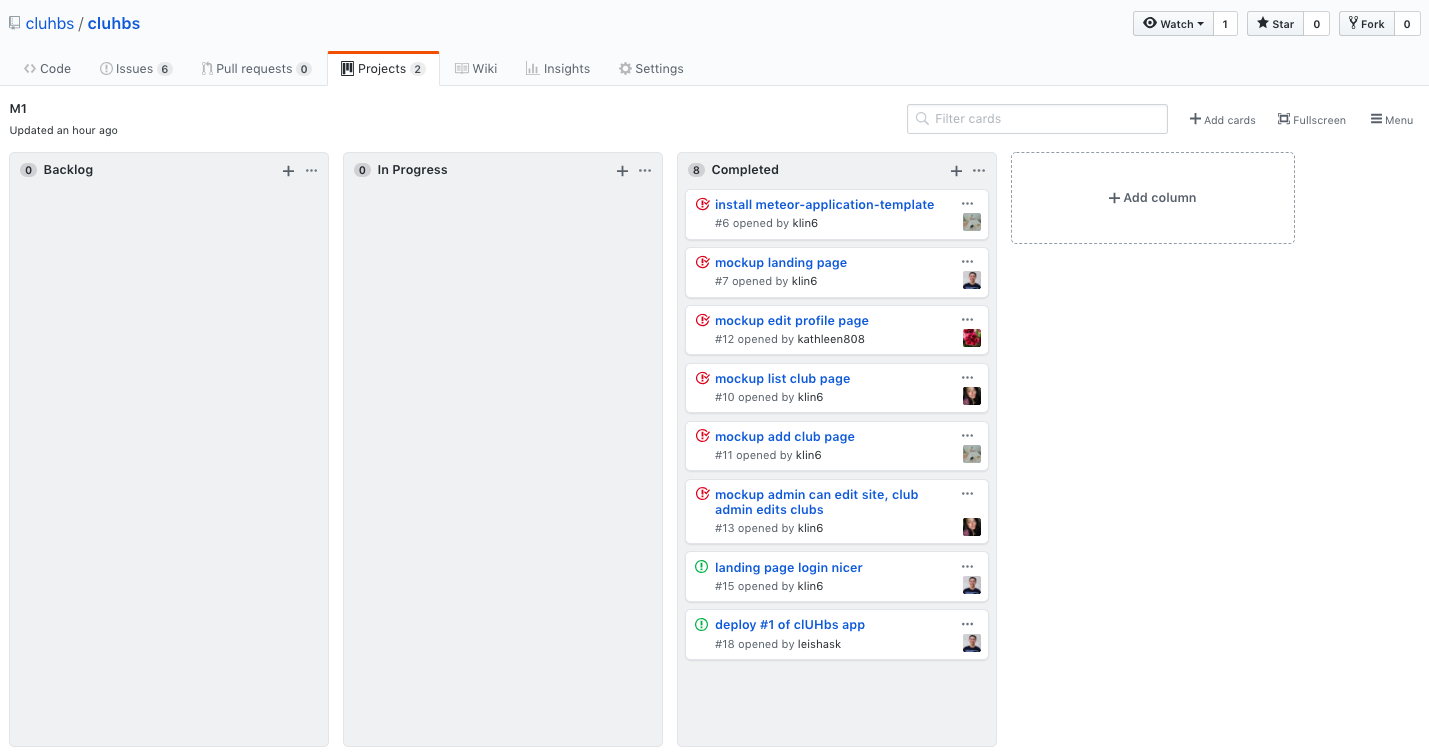 cluhbs / cluhbs
Watch 1 Star 0 Fork 0
Code Issues 6 Pull requests 0 Projects 2 Wiki Insights Settings
M1
Updated an hour ago
Filter cards
Add cards Fullscreen Menu
0 Backlog
0 In Progress
8 Completed
install meteor-application-template
#6 opened by klin6
mockup landing page
#7 opened by klin6
mockup edit profile page
#12 opened by kathleen808
mockup list club page
#10 opened by klin6
mockup add club page
#11 opened by klin6
mockup admin can edit site, club
admin edits clubs
#13 opened by klin6
landing page login nicer
#15 opened by klin6
deploy #1 of clUHbs app
#18 opened by leishask
Add column